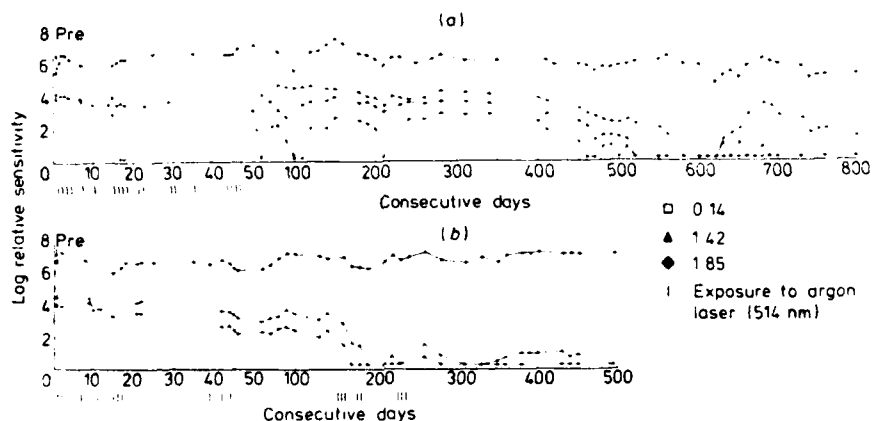 (a)
8 Pre
6
4
2
0 10 20 30 40 50 100 200 300 400 500 600 700 800
Consecutive days
Log relative sensitivity
(b)
8 Pre
6
4
2
0 10 20 30 40 50 100 200 300 400 500
Consecutive days
0 14
1 42
1 85
Exposure to argon
laser (514 nm)